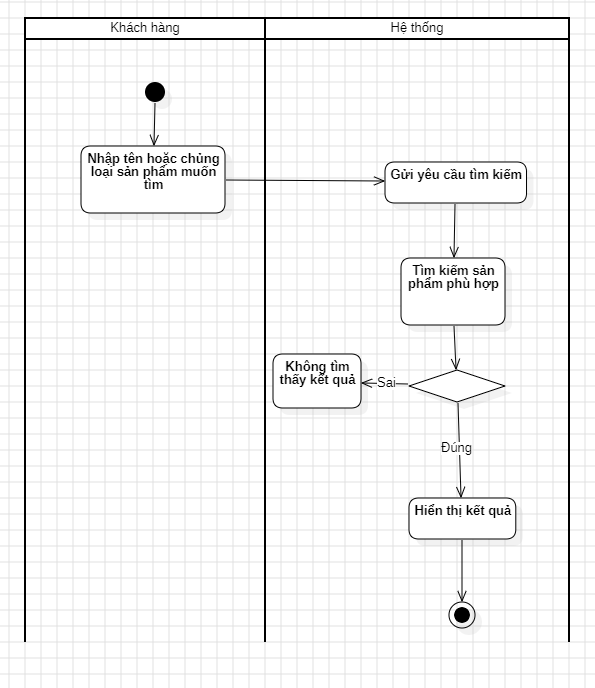 Khách hàng
Hệ thống
Nhập tên hoặc chủng
loại sản phẩm muốn
tìm
Gửi yêu cầu tìm kiếm
Tìm kiếm sản
phẩm phù hợp
Không tìm
thấy kết quả
Sai
Đúng
Hiển thị kết quả